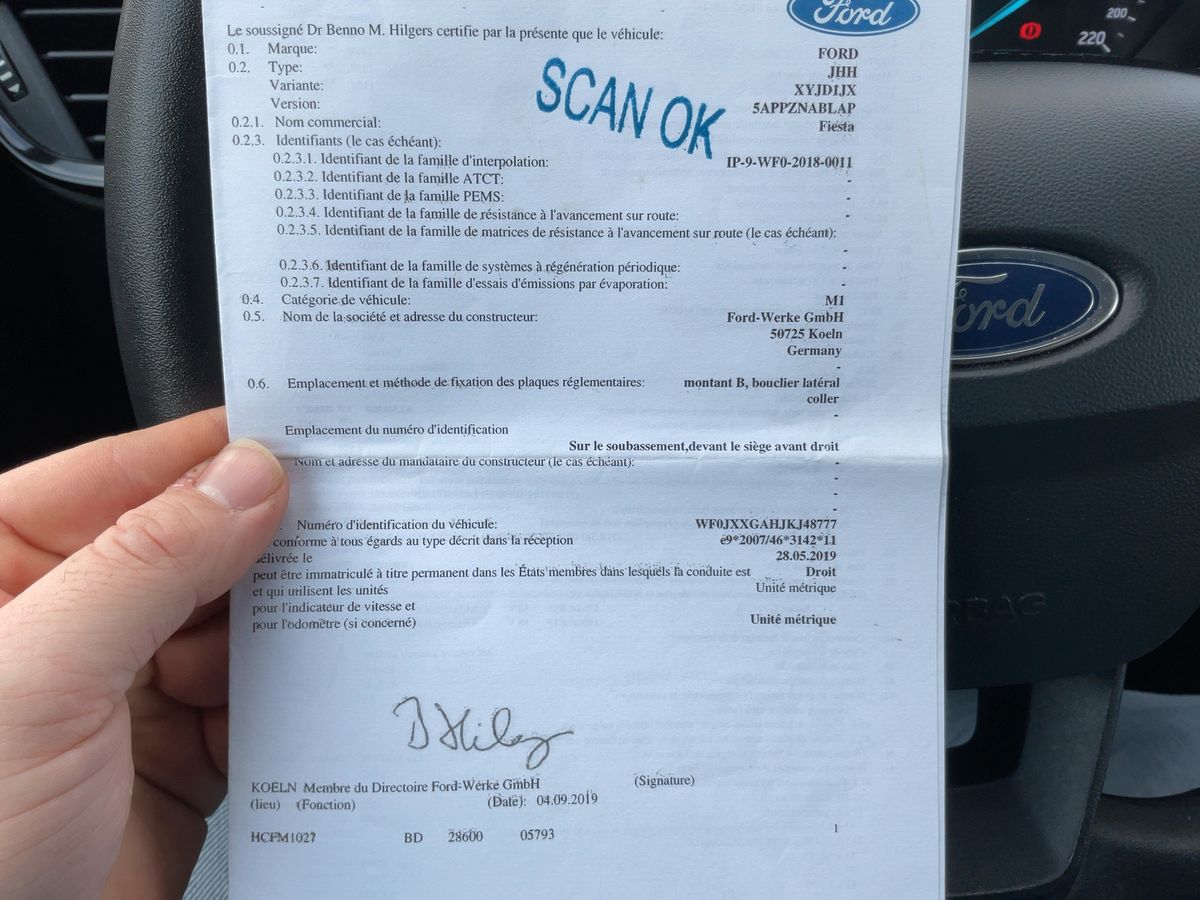 Ford
Le soussigné Dr Benno M. Hilgers certifie par la présente que le véhicule:
0.1. Marque: FORD
0.2. Type: JHH
Variante: XYJD1JX
Version: 5APPZNABLAP
0.2.1. Nom commercial: Fiesta
SCAN OK
0.2.3. Identifiants (le cas échéant):
0.2.3.1. Identifiant de la famille d'interpolation: IP-9-WF0-2018-0011
0.2.3.2. Identifiant de la famille ATCT: -
0.2.3.3. Identifiant de la famille PEMS: -
0.2.3.4. Identifiant de la famille de résistance à l'avancement sur route: -
0.2.3.5. Identifiant de la famille de matrices de résistance à l'avancement sur route (le cas échéant):
-
0.2.3.6. Identifiant de la famille de systèmes à régénération périodique: -
0.2.3.7. Identifiant de la famille d'essais d'émissions par évaporation: -
0.4. Catégorie de véhicule: M1
0.5. Nom de la société et adresse du constructeur: Ford-Werke GmbH
50725 Koeln
Germany
-
0.6. Emplacement et méthode de fixation des plaques réglementaires: montant B, bouclier latéral
coller
-
Emplacement du numéro d'identification
Sur le soubassement,devant le siège avant droit
Nom et adresse du mandataire du constructeur (le cas échéant): -
-
-
-
Numéro d'identification du véhicule: WF0JXXGAHJKJ48777
conforme à tous égards au type décrit dans la réception e9*2007/46*3142*11
délivrée le 28.05.2019
peut être immatriculé à titre permanent dans les États membres dans lesquels la conduite est Droit
et qui utilisent les unités Unité métrique
pour l'indicateur de vitesse et
pour l'odomètre (si concerné) Unité métrique
KOELN Membre du Directoire Ford-Werke GmbH (Signature)
(lieu) (Fonction) (Date): 04.09.2019
HCFM1027 BD 28600 05793 1
200
220
Ford